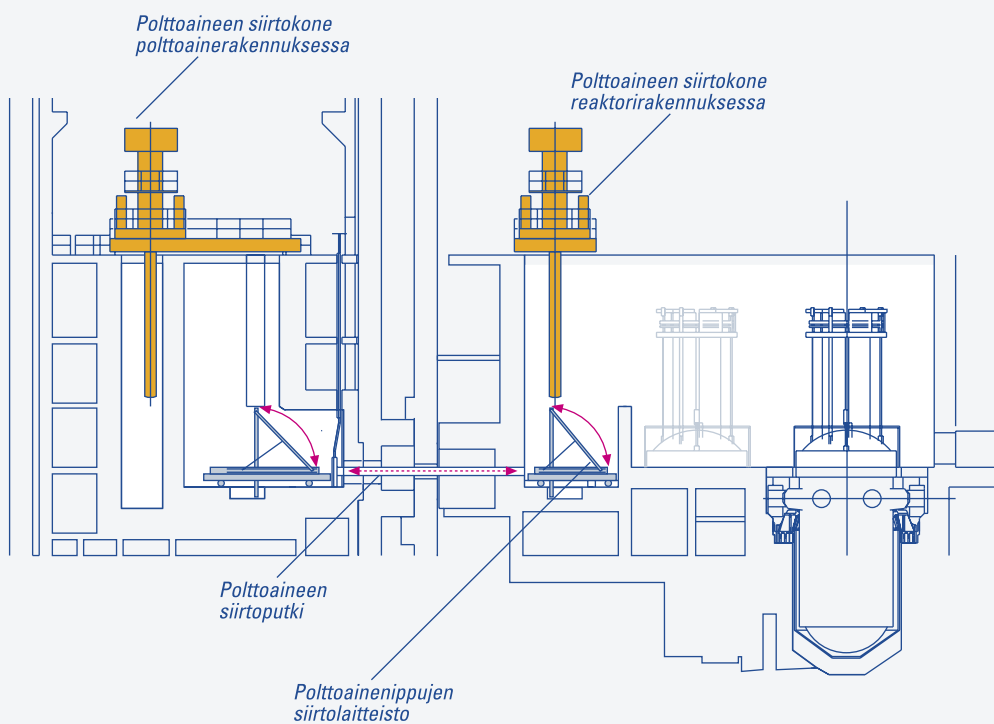 Polttoaineen siirtokone
polttoainerakennuksessa
Polttoaineen siirtokone
reaktorirakennuksessa
Polttoaineen
siirtoputki
Polttoainenippujen
siirtolaitteisto